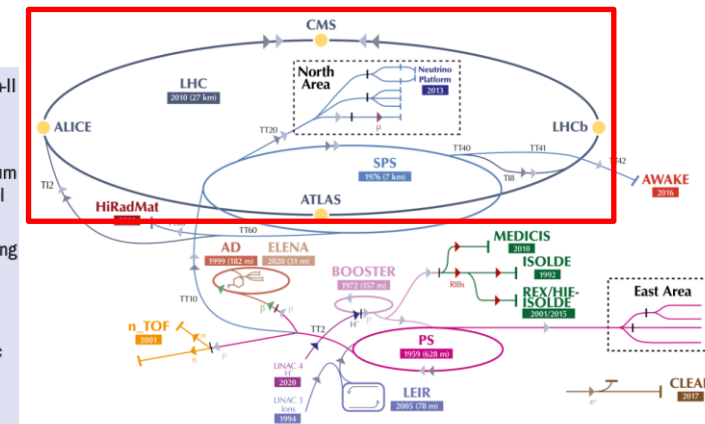 CMS
LHC
2010 (27 km)
North
Area
Neutrino
Platform
2013
μ
ALICE
LHCb
TT20
TT40
TT41
TT42
TI8
TI2
SPS
1976 (7 km)
AWAKE
2016
HiRadMat
ATLAS
TT60
AD
1999 (182 m)
ELENA
2020 (31 m)
BOOSTER
1972 (157 m)
MEDICIS
2010
ISOLDE
1992
RIBs
REX/HIE-
ISOLDE
2001/2015
East Area
TT10
p
p
n_TOF
2001
n
n
p
TT2
H-
PS
1959 (628 m)
LINAC 4
H-
2020
LINAC 3
Ions
1994
LEIR
2005 (78 m)
e-
CLEA
2017